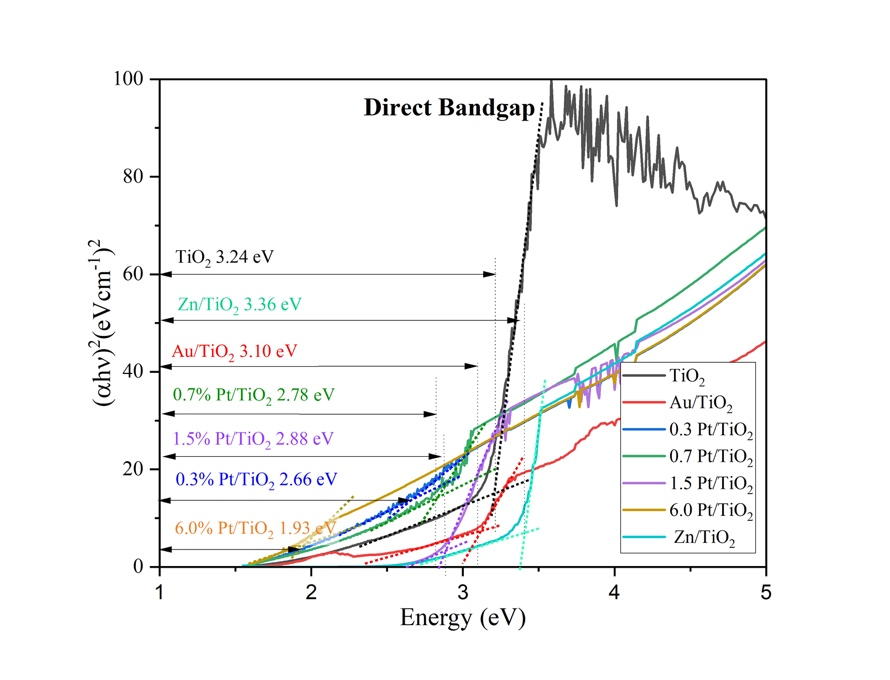 Direct Bandgap
TiO₂ 3.24 eV
Zn/TiO₂ 3.36 eV
Au/TiO₂ 3.10 eV
0.7% Pt/TiO₂ 2.78 eV
1.5% Pt/TiO₂ 2.88 eV
0.3% Pt/TiO₂ 2.66 eV
6.0% Pt/TiO₂ 1.93 eV
TiO₂
Au/TiO₂
0.3 Pt/TiO₂
0.7 Pt/TiO₂
1.5 Pt/TiO₂
6.0 Pt/TiO₂
Zn/TiO₂
100
80
60
40
20
0
(αhν)²(eVcm⁻¹)²
1 2 3 4 5
Energy (eV)